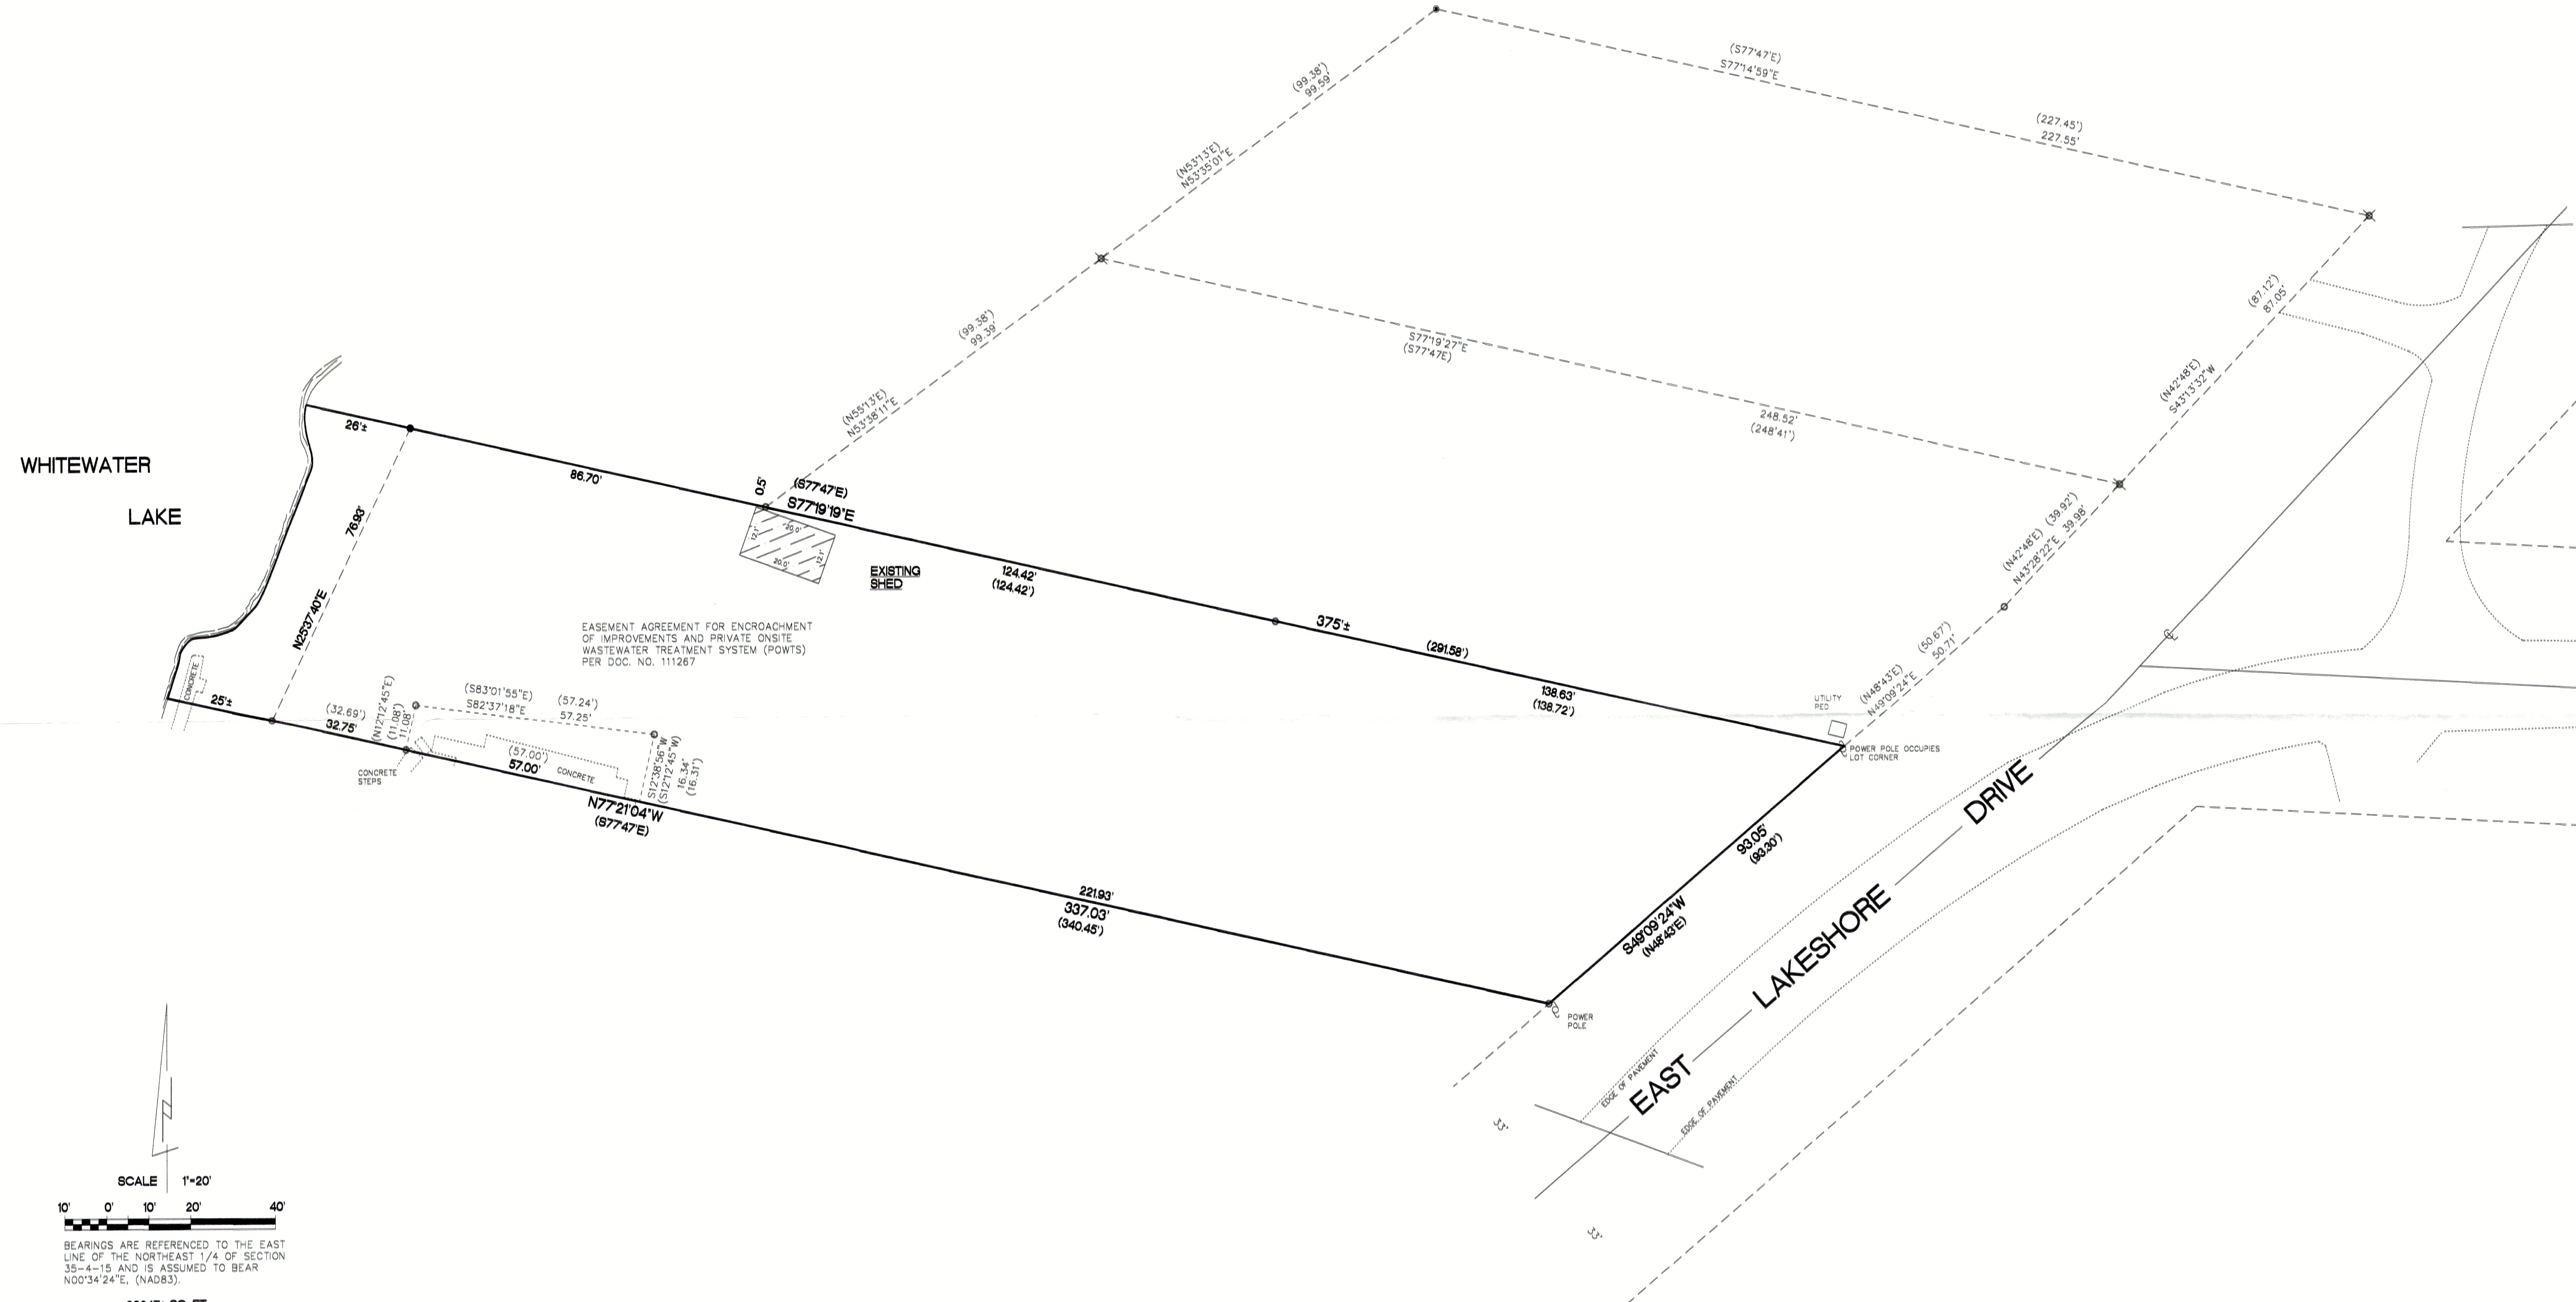 (S77°47'E)
S77°14'59"E
(227.45')
227.55'
(99.38')
99.59'
(N53°13'E)
N53°35'01"E
(99.38')
99.39'
(N55°13'E)
N53°38'11"E
S77°19'27"E
(S77°47E)
248.52'
(248'41')
(87.12')
87.05'
(N42°48'E)
S43°13'32"W
(N42°48'E) (39.92')
N43°28'22"E 39.98'
(50.67')
50.71'
(N48°43'E)
N49°09'24"E
WHITEWATER
LAKE
26'±
86.70'
0.5'
(S77°47'E)
S77°19'19"E
20.0'
12.1'
12.1'
20.0'
EXISTING
SHED
124.42'
(124.42')
375'±
(291.58')
138.63'
(138.72')
76.93'
N25°37'40"E
EASEMENT AGREEMENT FOR ENCROACHMENT
OF IMPROVEMENTS AND PRIVATE ONSITE
WASTEWATER TREATMENT SYSTEM (POWTS)
PER DOC. NO. 111267
CONCRETE
25'±
(32.69')
32.75'
(N12°12'45"E)
(11.08')
11.08'
(S83°01'55"E) (57.24')
S82°37'18"E 57.25'
(57.00')
57.00'
CONCRETE
CONCRETE
STEPS
S12°38'56"W
(S12°12'45"W)
16.34'
(16.31')
N77°21'04"W
(S77°47'E)
221.93'
337.03'
(340.45')
UTILITY
PED
POWER POLE OCCUPIES
LOT CORNER
93.05'
(93.30')
S49°09'24"W
(N48°43'E)
POWER
POLE
EAST LAKESHORE DRIVE
EDGE OF PAVEMENT
EDGE OF PAVEMENT
33'
33'
SCALE 1"=20'
10' 0' 10' 20' 40'
BEARINGS ARE REFERENCED TO THE EAST
LINE OF THE NORTHEAST 1/4 OF SECTION
35-4-15 AND IS ASSUMED TO BEAR
N00°34'24"E, (NAD83).